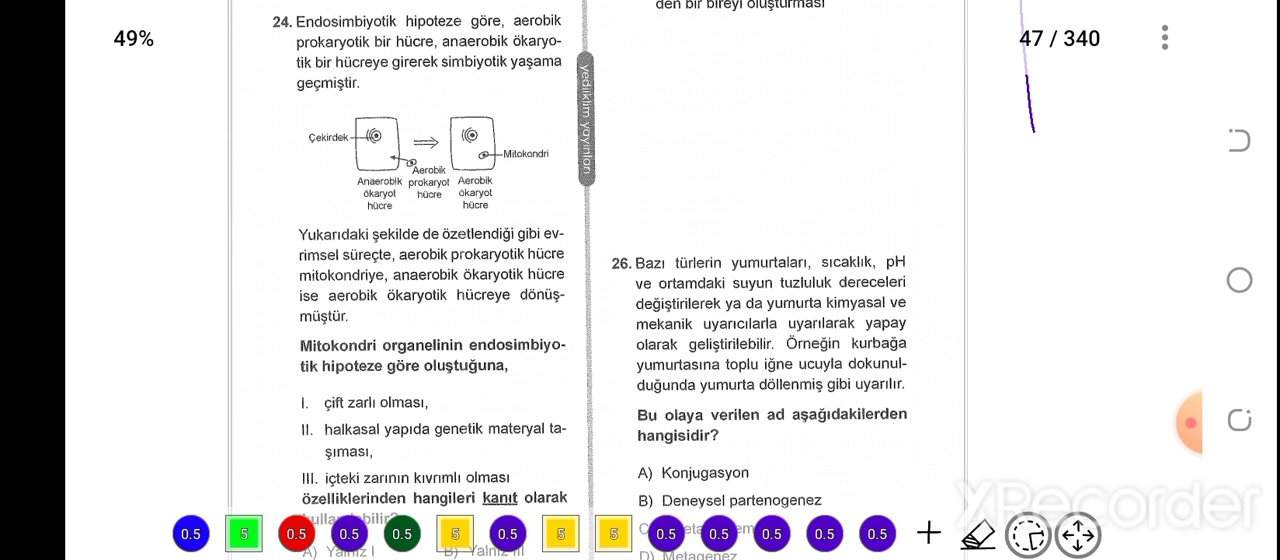 49%
47 / 340
24. Endosimbiyotik hipoteze göre, aerobik
prokaryotik bir hücre, anaerobik ökaryo-
tik bir hücreye girerek simbiyotik yaşama
geçmiştir.
Çekirdek
Mitokondri
Anaerobik
ökaryot
hücre
Aerobik
prokaryot
hücre
Aerobik
ökaryot
hücre
Yukarıdaki şekilde de özetlendiği gibi ev-
rimsel süreçte, aerobik prokaryotik hücre
mitokondriye, anaerobik ökaryotik hücre
ise aerobik ökaryotik hücreye dönüş-
müştür.
Mitokondri organelinin endosimbiyo-
tik hipoteze göre oluştuğuna,
I. çift zarlı olması,
II. halkasal yapıda genetik materyal ta-
şıması,
III. içteki zarının kıvrımlı olması
özelliklerinden hangileri kanıt olarak
A) Yalnız I B) Yalnız III
yediiklim yayınları
den bir bireyi oluşturması
26. Bazı türlerin yumurtaları, sıcaklık, pH
ve ortamdaki suyun tuzluluk dereceleri
değiştirilerek ya da yumurta kimyasal ve
mekanik uyarıcılarla uyarılarak yapay
olarak geliştirilebilir. Örneğin kurbağa
yumurtasına toplu iğne ucuyla dokunul-
duğunda yumurta döllenmiş gibi uyarılır.
Bu olaya verilen ad aşağıdakilerden
hangisidir?
A) Konjugasyon
B) Deneysel partenogenez
D) Metagenez
XRecorder
0.5 5 0.5 0.5 0.5 5 0.5 5 5 0.5 0.5 0.5 0.5 0.5